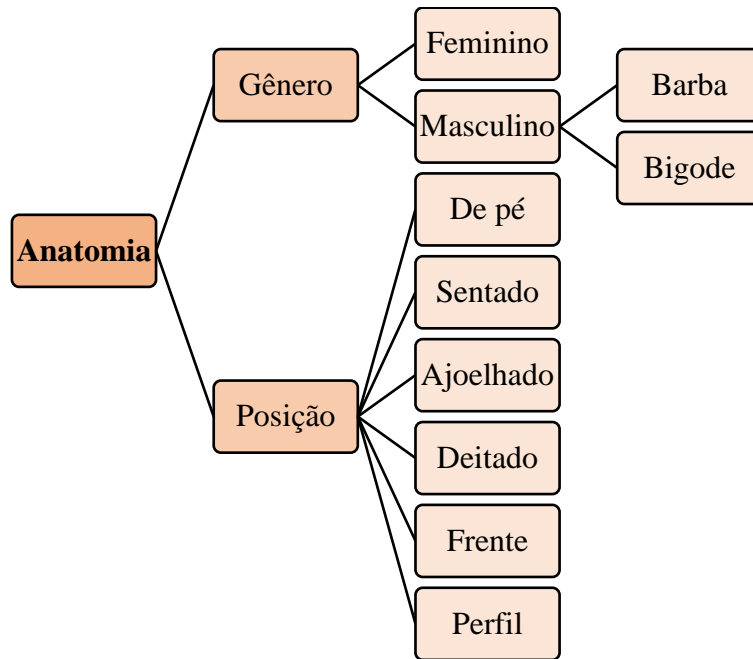 Anatomia
Gênero
Feminino
Masculino
Barba
Bigode
Posição
De pé
Sentado
Ajoelhado
Deitado
Frente
Perfil